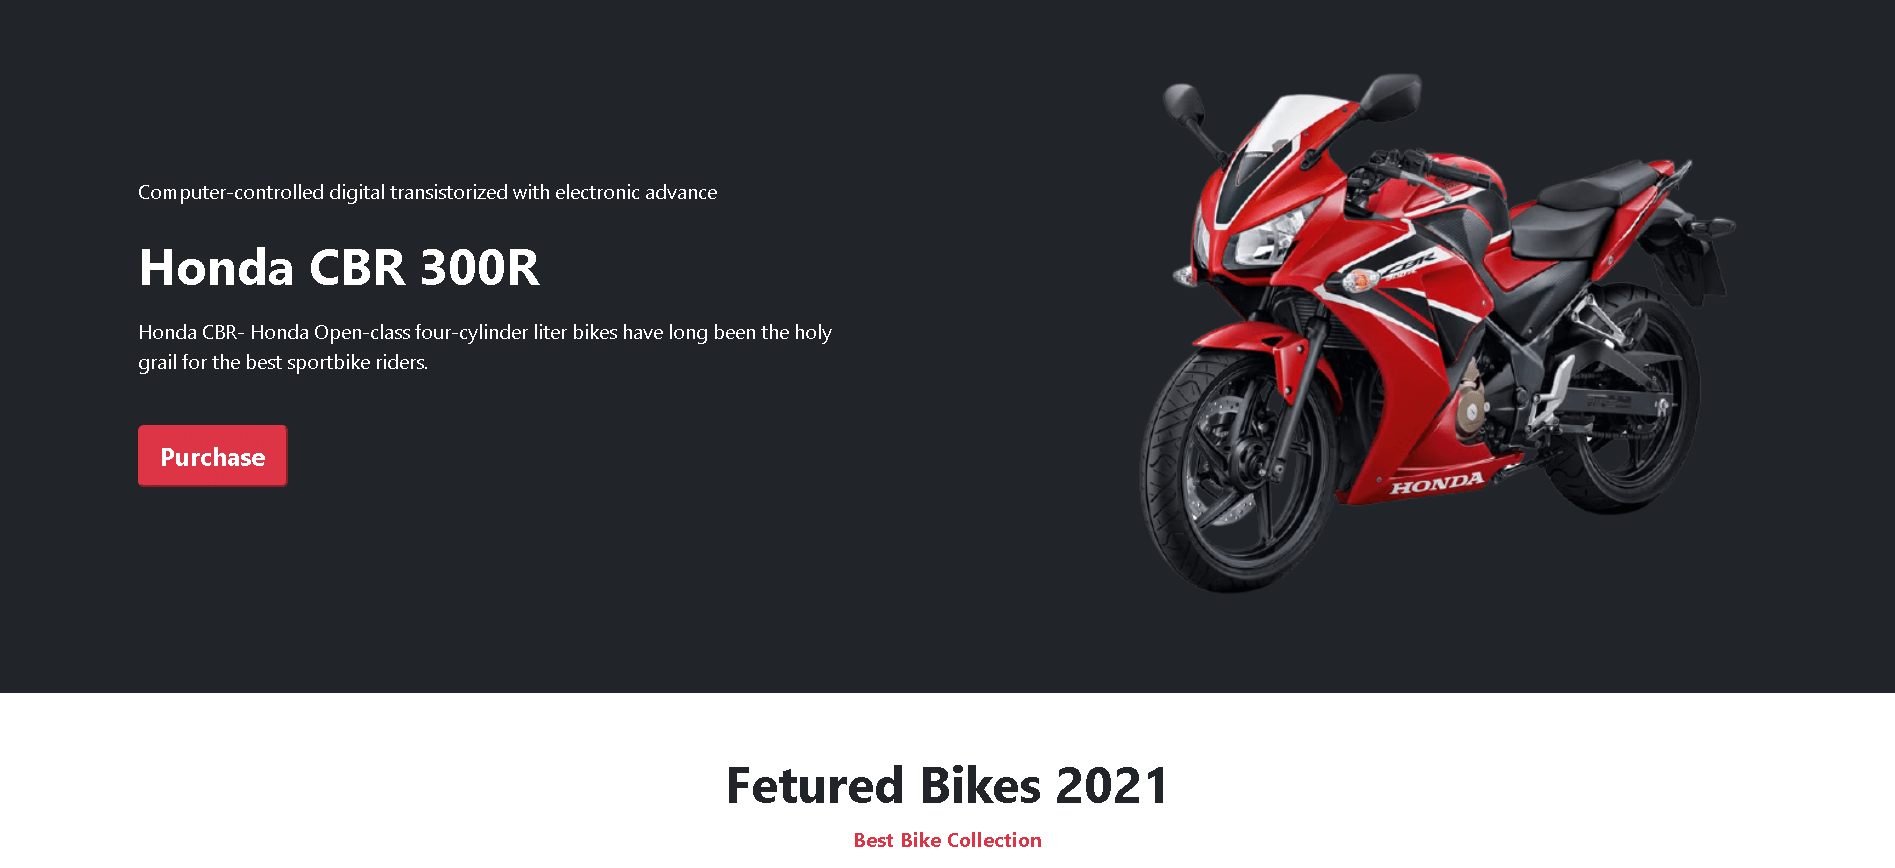 Computer-controlled digital transistorized with electronic advance
Honda CBR 300R
Honda CBR- Honda Open-class four-cylinder liter bikes have long been the holy
grail for the best sportbike riders.
Purchase
CBR
HONDA
Fetured Bikes 2021
Best Bike Collection